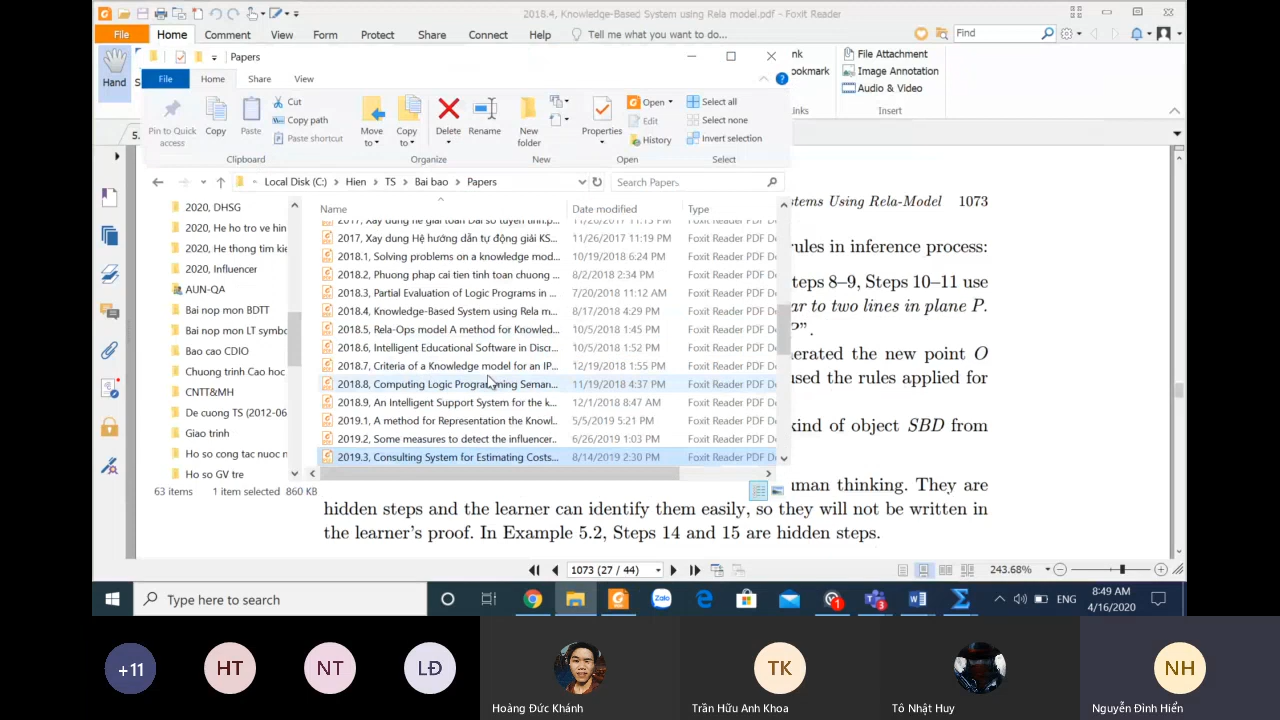 2018.4, Knowledge-Based System using Rela model.pdf - Foxit Reader
File Home Comment View Form Protect Share Connect Help Tell me what you want to do... Find
Papers
Hand
File Home Share View
File Attachment
Image Annotation
Audio & Video
Insert
Pin to Quick access
Copy
Paste
Cut
Copy path
Paste shortcut
Move to
Copy to
Delete
Rename
New folder
Properties
Open
Edit
History
Select all
Select none
Invert selection
Clipboard Organize New Open Select
Local Disk (C:) Hien TS Bai bao Papers Search Papers
Name Date modified Type
2020, DHSG
2020, He ho tro ve hin
2020, He thong tim kie
2020, Influencer
AUN-QA
Bai nop mon BDTT
Bai nop mon LT symbo
Bao cao CDIO
Chuong trinh Cao hoc
CNTT&MH
De cuong TS (2012-06
Giao trinh
Ho so cong tac nuoc n
Ho so GV tre
2017, Xay dung Hệ hướng dẫn tự động giải KS... 11/26/2017 11:19 PM Foxit Reader PDF Do
2018.1, Solving problems on a knowledge mod... 10/19/2018 6:24 PM Foxit Reader PDF Do
2018.2, Phuong phap cai tien tinh toan chuong ... 8/2/2018 2:34 PM Foxit Reader PDF Do
2018.3, Partial Evaluation of Logic Programs in ... 7/20/2018 11:12 AM Foxit Reader PDF Do
2018.4, Knowledge-Based System using Rela m... 8/17/2018 4:29 PM Foxit Reader PDF Do
2018.5, Rela-Ops model A method for Knowled... 10/5/2018 1:45 PM Foxit Reader PDF Do
2018.6, Intelligent Educational Software in Discr... 10/5/2018 1:52 PM Foxit Reader PDF Do
2018.7, Criteria of a Knowledge model for an IP... 12/19/2018 1:55 PM Foxit Reader PDF Do
2018.8, Computing Logic Programming Seman... 11/19/2018 4:37 PM Foxit Reader PDF Do
2018.9, An Intelligent Support System for the k... 12/1/2018 8:47 AM Foxit Reader PDF Do
2019.1, A method for Representation the Knowl... 5/5/2019 5:21 PM Foxit Reader PDF Do
2019.2, Some measures to detect the influencer... 6/26/2019 1:03 PM Foxit Reader PDF Do
2019.3, Consulting System for Estimating Costs... 8/14/2019 2:30 PM Foxit Reader PDF Do
63 items 1 item selected 860 KB
stems Using Rela-Model 1073
rules in inference process:
teps 8–9, Steps 10–11 use
ar to two lines in plane P.
P”.
nerated the new point O
used the rules applied for
kind of object SBD from
uman thinking. They are
hidden steps and the learner can identify them easily, so they will not be written in
the learner's proof. In Example 5.2, Steps 14 and 15 are hidden steps.
1073 (27 / 44) 243.68%
Type here to search
ENG
8:49 AM
4/16/2020
+11 HT NT LĐ TK NH
Hoàng Đức Khánh Trần Hữu Anh Khoa Tô Nhật Huy Nguyễn Đình Hiển